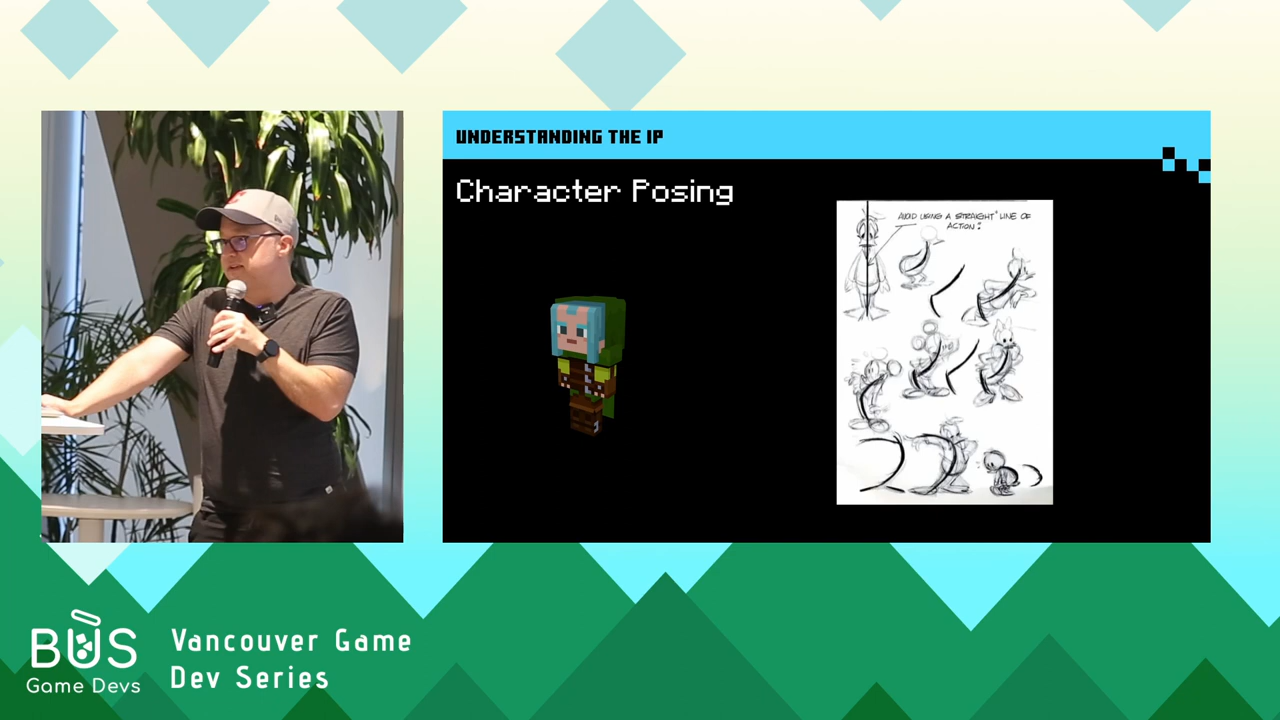 UNDERSTANDING THE IP
Character Posing
AVOID USING A STRAIGHT "LINE OF
ACTION":
BUS
Game Devs
Vancouver Game
Dev Series